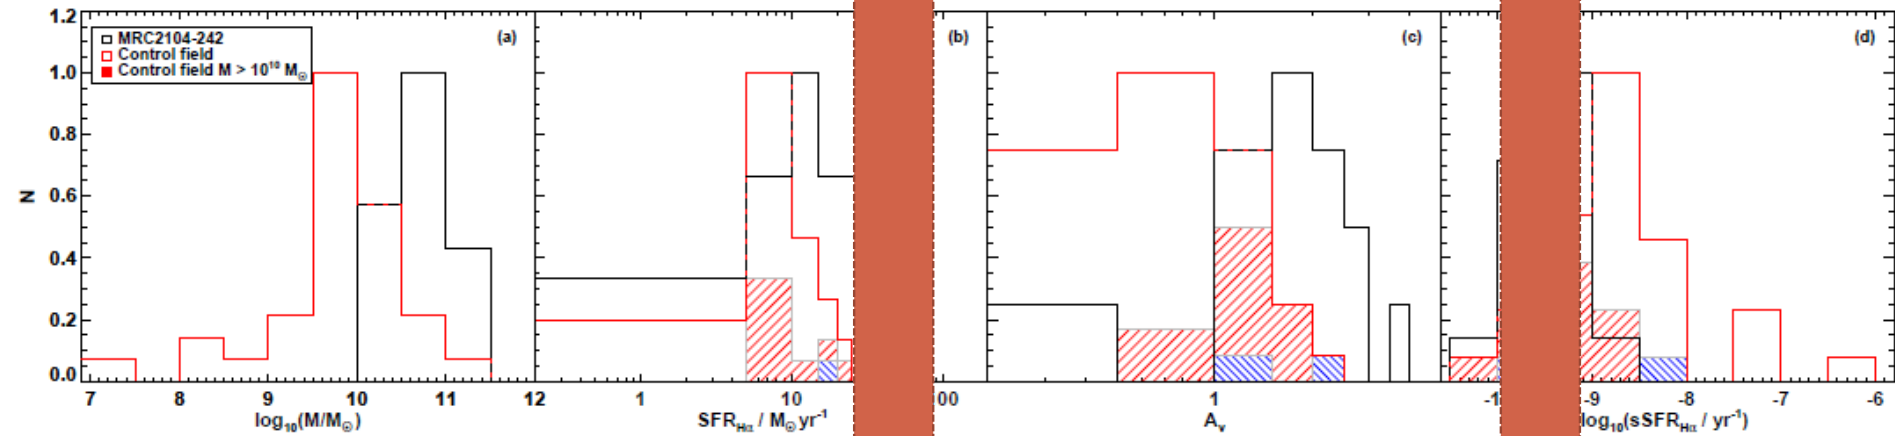 1.2
1.0
0.8
0.6
0.4
0.2
0.0
N
MRC2104-242
Control field
Control field M > 10¹⁰ M☉
(a)
(b)
(c)
(d)
7 8 9 10 11 12
1 10 00
1
-1 -9 -8 -7 -6
log₁₀(M/M☉)
SFR_Hα / M☉ yr⁻¹
A_v
log₁₀(sSFR_Hα / yr⁻¹)